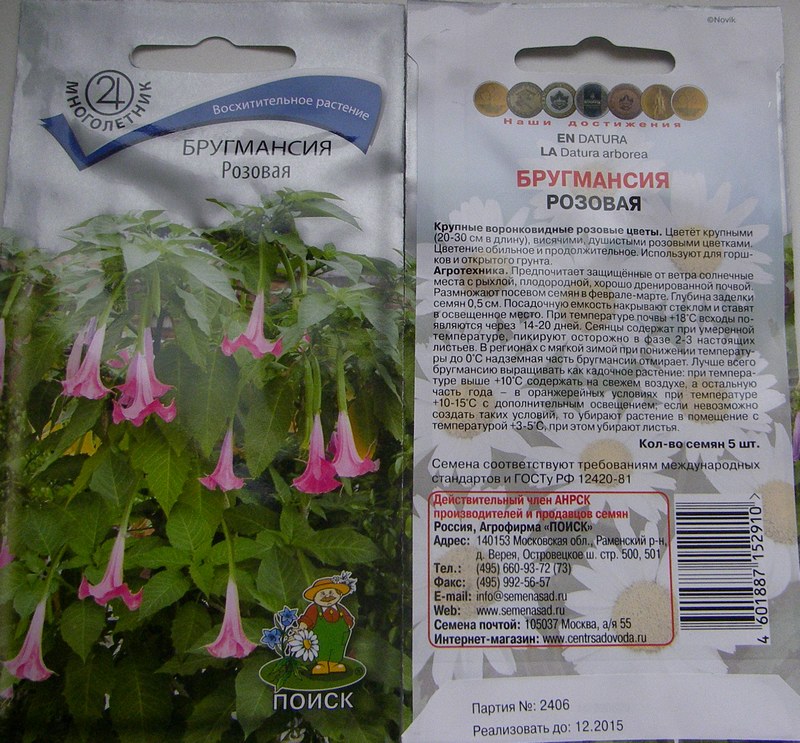 МНОГОЛЕТНИК
Восхитительное растение
БРУГМАНСИЯ
Розовая
ПОИСК
©Novik
Наши достижения
EN DATURA
LA Datura arborea
БРУГМАНСИЯ
РОЗОВАЯ
Крупные воронковидные розовые цветы. Цветёт крупными
(20-30 см в длину), висячими, душистыми розовыми цветками.
Цветение обильное и продолжительное. Используют для горш-
ков и открытого грунта.
Агротехника. Предпочитает защищённые от ветра солнечные
места с рыхлой, плодородной, хорошо дренированной почвой.
Размножают посевом семян в феврале-марте. Глубина заделки
семян 0,5 см. Посадочную емкость накрывают стеклом и ставят
в освещенное место. При температуре почвы +18˚С всходы по-
являются через 14-20 дней. Сеянцы содержат при умеренной
температуре, пикируют осторожно в фазе 2-3 настоящих
листьев. В регионах с мягкой зимой при понижении температу-
ры до 0˚С надземная часть бругмансии отмирает. Лучше всего
бругмансию выращивать как кадочное растение: при темпера-
туре выше +10˚С содержать на свежем воздухе, а остальную
часть года – в оранжерейных условиях при температуре
+10-15˚С с дополнительным освещением; если невозможно
создать таких условий, то убирают растение в помещение с
температурой +3-5˚С, при этом убирают листья.
Кол-во семян 5 шт.
Семена соответствуют требованиям международных
стандартов и ГОСТу РФ 12420-81
Действительный член АНРСК
производителей и продавцов семян
Россия, Агрофирма «ПОИСК»
Адрес: 140153 Московская обл., Раменский р-н,
д. Верея, Островецкое ш. стр. 500, 501
Тел.: (495) 660-93-72 (73)
Факс: (495) 992-56-57
E-mail: info@semenasad.ru
Web: www.semenasad.ru
Семена почтой: 105037 Москва, а/я 55
Интернет-магазин: www.centrsadovoda.ru
4 601887 152910 >
Партия №: 2406
Реализовать до: 12.2015